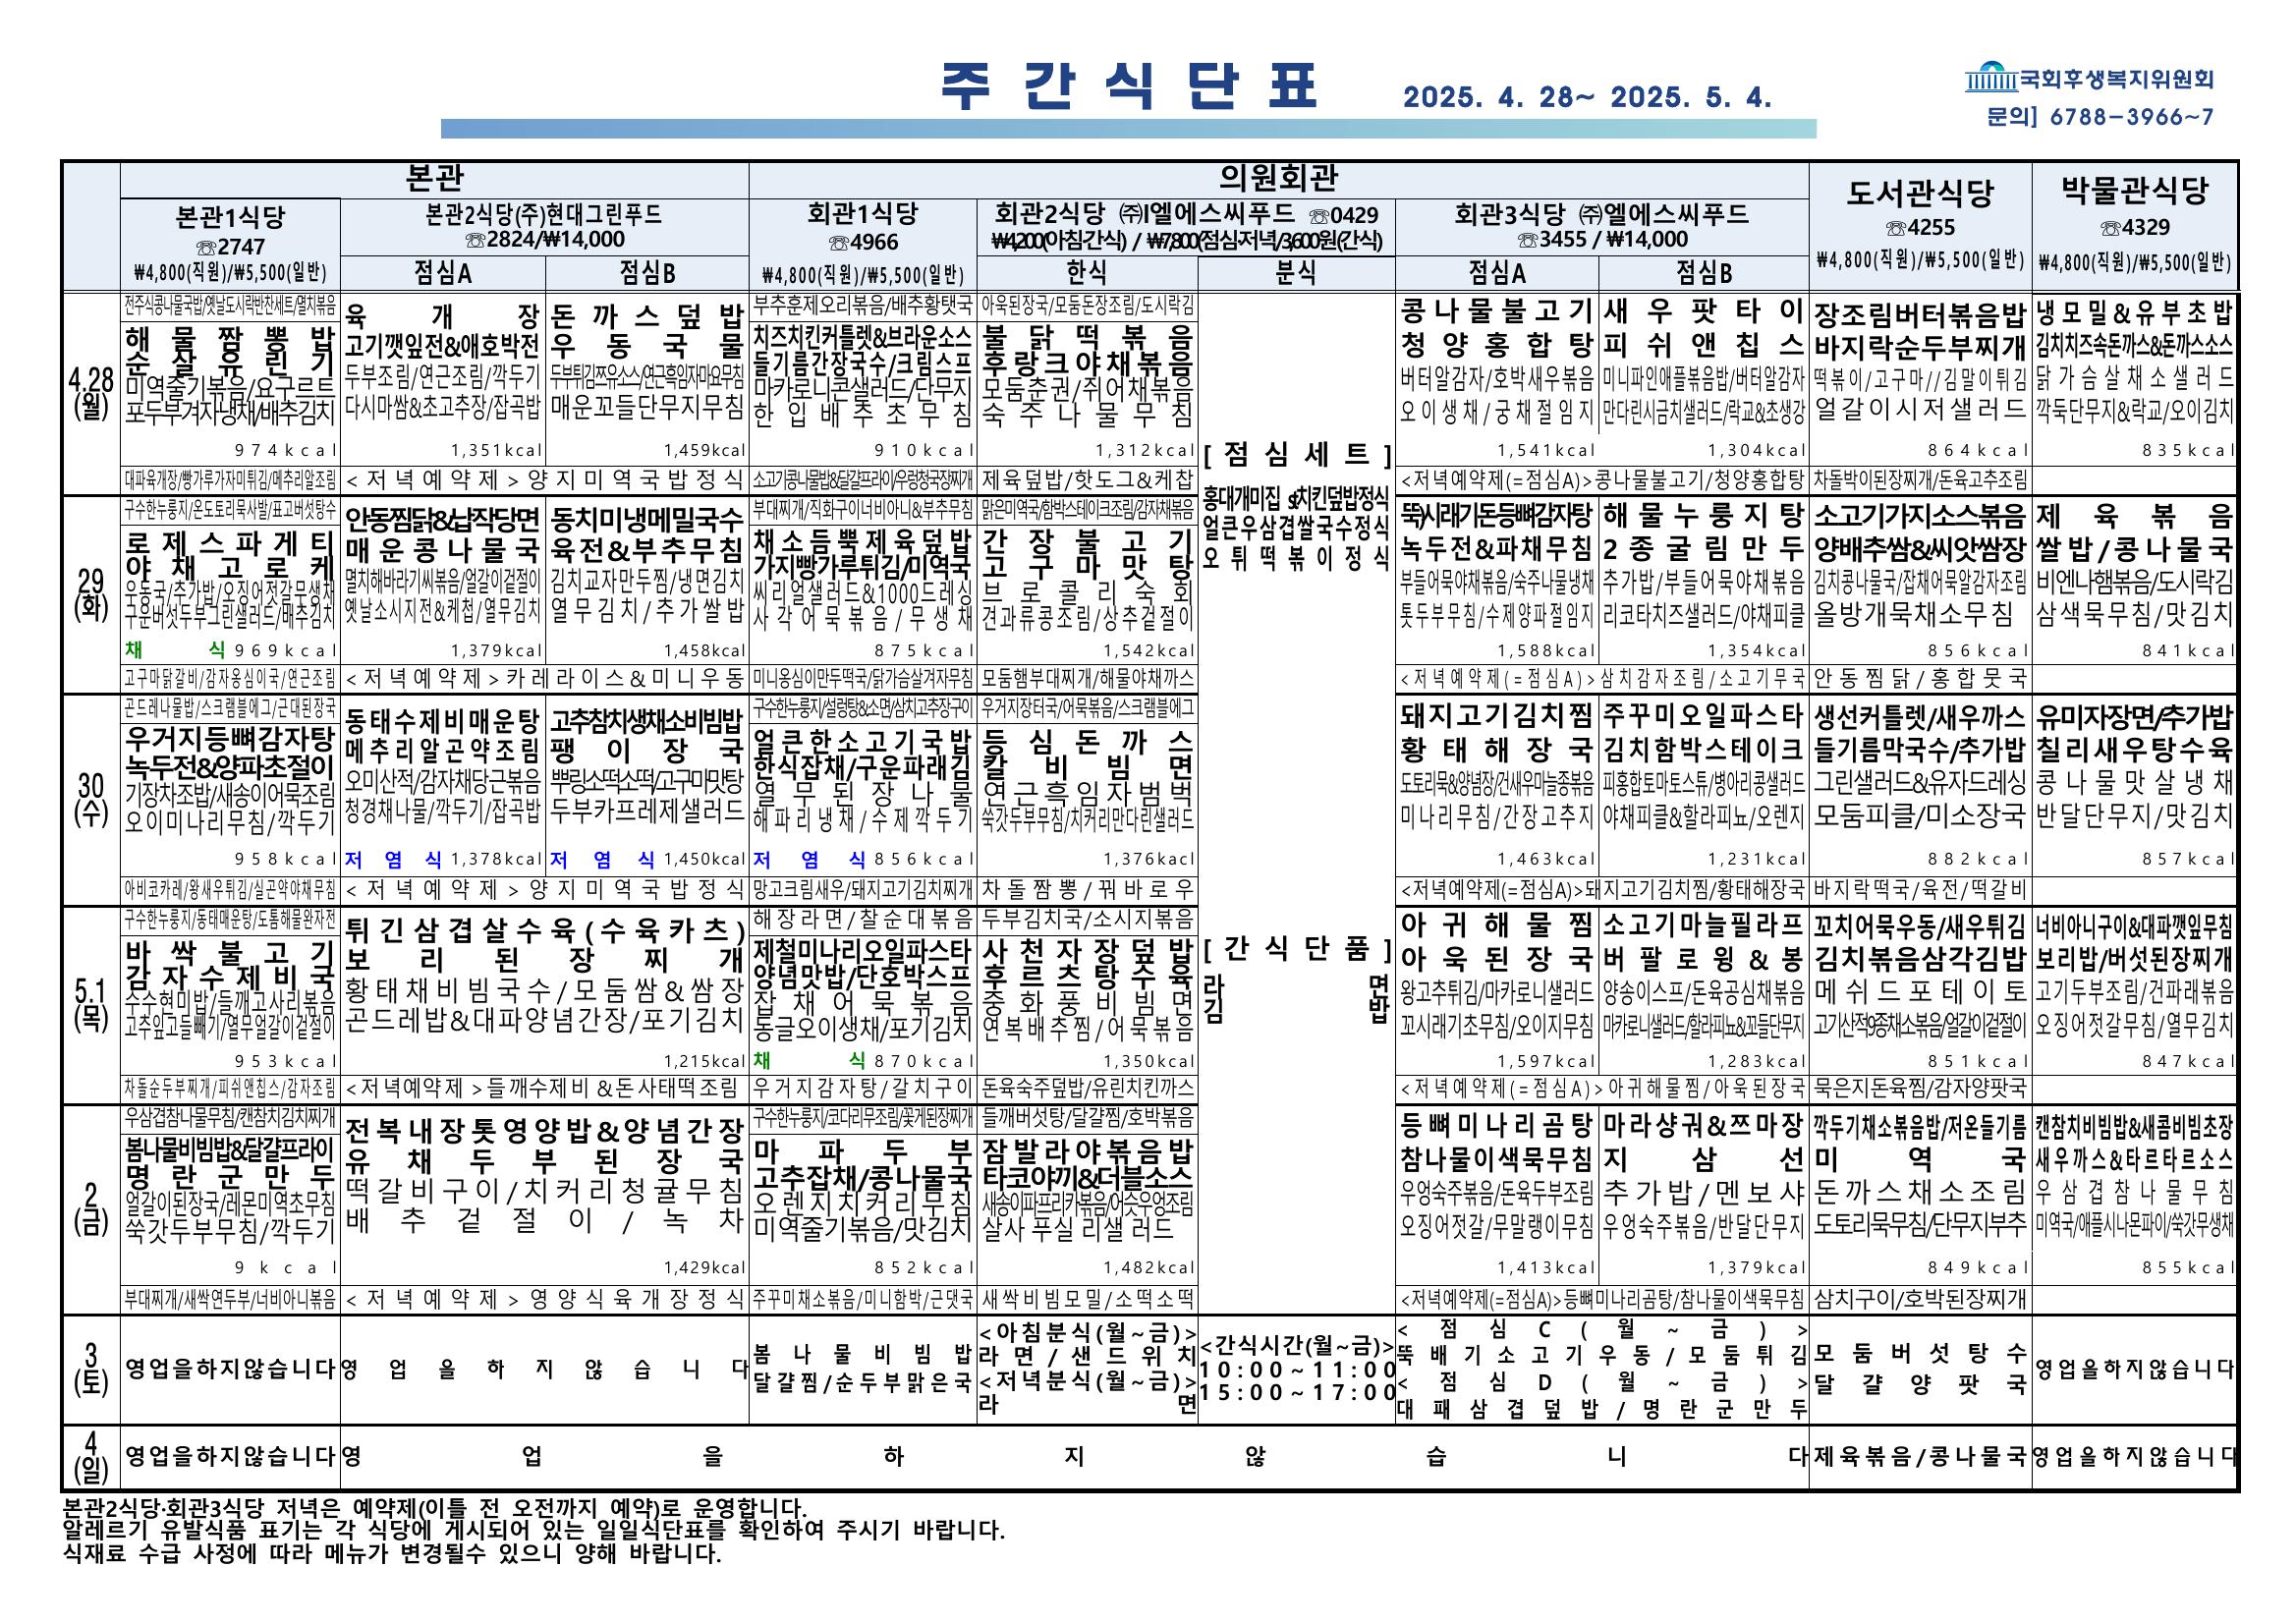 주 간 식 단 표
2025. 4. 28~ 2025. 5. 4.
국회후생복지위원회
문의] 6788-3966~7
본관
의원회관
도서관식당
☏4255
₩4,800(직원)/₩5,500(일반)
박물관식당
☏4329
₩4,800(직원)/₩5,500(일반)
본관1식당
☏2747
₩4,800(직원)/₩5,500(일반)
본관2식당(주)현대그린푸드
☏2824/₩14,000
점심A
점심B
회관1식당
☏4966
₩4,800(직원)/₩5,500(일반)
회관2식당 ㈜엘에스씨푸드 ☏0429
₩4,200(아침·간식) / ₩7,800(점심·저녁/3,600원(간식)
한식
분식
회관3식당 ㈜엘에스씨푸드
☏3455 / ₩14,000
점심A
점심B
4.28
(월)
전주식콩나물국밥/옛날도시락반찬세트/멸치볶음
해물짬뽕밥
순살유린기
미역줄기볶음/요구르트
포두부겨자냉채/배추김치
974kcal
대파육개장/빵가루가자미튀김/메추리알조림
육개장
고기깻잎전&애호박전
두부조림/연근조림/깍두기
다시마쌈&초고추장/잡곡밥
1,351kcal
돈까스덮밥
우동국물
두부튀김쯔유소스/연근흑임자마요무침
매운꼬들단무지무침
1,459kcal
<저녁예약제>양지미역국밥정식
부추훈제오리볶음/배추황탯국
치즈치킨커틀렛&브라운소스
들기름간장국수/크림스프
마카로니콘샐러드/단무지
한입배추초무침
910kcal
소고기콩나물밥&달걀프라이/우렁청국장찌개
아욱된장국/모둠돈장조림/도시락김
불닭떡볶음
후랑크야채볶음
모둠춘권/쥐어채볶음
숙주나물무침
1,312kcal
제육덮밥/핫도그&케찹
콩나물불고기
청양홍합탕
버터알감자/호박새우볶음
오이생채/궁채절임지
1,541kcal
새우팟타이
피쉬앤칩스
미니파인애플볶음밥/버터알감자
만다린시금치샐러드/락교&초생강
1,304kcal
<저녁예약제(=점심A)>콩나물불고기/청양홍합탕
장조림버터볶음밥
바지락순두부찌개
떡볶이/고구마//김말이튀김
얼갈이시저샐러드
864kcal
차돌박이된장찌개/돈육고추조림
냉모밀&유부초밥
김치치즈속돈까스&돈까스소스
닭가슴살채소샐러드
깍둑단무지&락교/오이김치
835kcal
[점심세트]
홍대개미집 st치킨덮밥정식
얼큰우삼겹쌀국수정식
오튀떡볶이정식
[간식단품]
라면
김밥
29
(화)
구수한누룽지/온도토리묵사발/표고버섯탕수
로제스파게티
야채고로케
우동국/추가밥/오징어젓갈무생채
구운버섯두부그린샐러드/배추김치
채식 969kcal
고구마닭갈비/감자옹심이국/연근조림
안동찜닭&납작당면
매운콩나물국
멸치해바라기씨볶음/얼갈이겉절이
옛날소시지전&케첩/열무김치
1,379kcal
동치미냉메밀국수
육전&부추무침
김치교자만두찜/냉면김치
열무김치/추가쌀밥
1,458kcal
<저녁예약제>카레라이스&미니우동
부대찌개/직화구이너비아니&부추무침
채소듬뿍제육덮밥
가지빵가루튀김/미역국
씨리얼샐러드&1000드레싱
사각어묵볶음/무생채
875kcal
미니옹심이만두떡국/닭가슴살겨자무침
맑은미역국/함박스테이크조림/감자채볶음
간장불고기
고구마맛탕
브로콜리숙회
견과류콩조림/상추겉절이
1,542kcal
모둠햄부대찌개/해물야채까스
뚝)시래기돈등뼈감자탕
녹두전&파채무침
부들어묵야채볶음/숙주나물냉채
톳두부무침/수제양파절임지
1,588kcal
해물누룽지탕
2종굴림만두
추가밥/부들어묵야채볶음
리코타치즈샐러드/야채피클
1,354kcal
<저녁예약제(=점심A)>삼치감자조림/소고기무국
소고기가지소스볶음
양배추쌈&씨앗쌈장
김치콩나물국/잡채어묵알감자조림
올방개묵채소무침
856kcal
안동찜닭/홍합뭇국
제육볶음
쌀밥/콩나물국
비엔나햄볶음/도시락김
삼색묵무침/맛김치
841kcal
30
(수)
곤드레나물밥/스크램블에그/근대된장국
우거지등뼈감자탕
녹두전&양파초절이
기장차조밥/새송이어묵조림
오이미나리무침/깍두기
958kcal
아비코카레/왕새우튀김/실곤약야채무침
동태수제비매운탕
메추리알곤약조림
오미산적/감자채당근볶음
청경채나물/깍두기/잡곡밥
저염식 1,378kcal
고추참치생채소비빔밥
팽이장국
뿌링소떡소떡/고구마맛탕
두부카프레제샐러드
저염식 1,450kcal
<저녁예약제>양지미역국밥정식
구수한누룽지/설렁탕&소면/삼치고추장구이
얼큰한소고기국밥
한식잡채/구운파래김
열무된장나물
해파리냉채/수제깍두기
저염식 856kcal
망고크림새우/돼지고기김치찌개
우거지장터국/어묵볶음/스크램블에그
등심돈까스
칼비빔면
연근흑임자범벅
쑥갓두부무침/치커리만다린샐러드
1,376kacl
차돌짬뽕/꿔바로우
돼지고기김치찜
황태해장국
도토리묵&양념장/건새우마늘종볶음
미나리무침/간장고추지
1,463kcal
주꾸미오일파스타
김치함박스테이크
피홍합토마토스튜/병아리콩샐러드
야채피클&할라피뇨/오렌지
1,231kcal
<저녁예약제(=점심A)>돼지고기김치찜/황태해장국
생선커틀렛/새우까스
들기름막국수/추가밥
그린샐러드&유자드레싱
모둠피클/미소장국
882kcal
바지락떡국/육전/떡갈비
유미자장면/추가밥
칠리새우탕수육
콩나물맛살냉채
반달단무지/맛김치
857kcal
5.1
(목)
구수한누룽지/동태매운탕/도톰해물완자전
바싹불고기
감자수제비국
수수현미밥/들깨고사리볶음
고추잎고들빼기/열무얼갈이겉절이
953kcal
차돌순두부찌개/피쉬앤칩스/감자조림
튀긴삼겹살수육(수육카츠)
보리된장찌개
황태채비빔국수/모둠쌈&쌈장
곤드레밥&대파양념간장/포기김치
1,215kcal
<저녁예약제>들깨수제비&돈사태떡조림
해장라면/찰순대볶음
제철미나리오일파스타
양념맛밥/단호박스프
잡채어묵볶음
동글오이생채/포기김치
채식 870kcal
우거지감자탕/갈치구이
두부김치국/소시지볶음
사천자장덮밥
후르츠탕수육
중화풍비빔면
연복배추찜/어묵볶음
1,350kcal
돈육숙주덮밥/유린치킨까스
아귀해물찜
아욱된장국
왕고추튀김/마카로니샐러드
꼬시래기초무침/오이지무침
1,597kcal
소고기마늘필라프
버팔로윙&봉
양송이스프/돈육공심채볶음
마카로니샐러드/할라피뇨&꼬들단무지
1,283kcal
<저녁예약제(=점심A)>아귀해물찜/아욱된장국
꼬치어묵우동/새우튀김
김치볶음삼각김밥
메쉬드포테이토
고기산적9종채소볶음/얼갈이겉절이
851kcal
묵은지돈육찜/감자양팟국
너비아니구이&대파깻잎무침
보리밥/버섯된장찌개
고기두부조림/건파래볶음
오징어젓갈무침/열무김치
847kcal
2
(금)
우삼겹참나물무침/캔참치김치찌개
봄나물비빔밥&달걀프라이
명란군만두
얼갈이된장국/레몬미역초무침
쑥갓두부무침/깍두기
9kcal
부대찌개/새싹연두부/너비아니볶음
전복내장톳영양밥&양념간장
유채두부된장국
떡갈비구이/치커리청귤무침
배추겉절이/녹차
1,429kcal
<저녁예약제>영양식육개장정식
구수한누룽지/코다리무조림/꽃게된장찌개
마파두부
고추잡채/콩나물국
오렌지치커리무침
미역줄기볶음/맛김치
852kcal
주꾸미채소볶음/미니함박/근댓국
들깨버섯탕/달걀찜/호박볶음
잠발라야볶음밥
타코야끼&더블소스
새송이파프리카볶음/어슷우엉조림
살사 푸실 리샐 러드
1,482kcal
새싹비빔모밀/소떡소떡
등뼈미나리곰탕
참나물이색묵무침
우엉숙주볶음/돈육두부조림
오징어젓갈/무말랭이무침
1,413kcal
마라샹궈&쯔마장
지삼선
추가밥/멘보샤
우엉숙주볶음/반달단무지
1,379kcal
<저녁예약제(=점심A)>등뼈미나리곰탕/참나물이색묵무침
깍두기채소볶음밥/저온들기름
미역국
돈까스채소조림
도토리묵무침/단무지부추
849kcal
삼치구이/호박된장찌개
캔참치비빔밥&새콤비빔초장
새우까스&타르타르소스
우삼겹참나물무침
미역국/애플시나몬파이/쑥갓무생채
855kcal
3
(토)
영업을하지않습니다
영업을하지않습니다
봄나물비빔밥
달걀찜/순두부맑은국
<아침분식(월~금)>
라면/샌드위치
<저녁분식(월~금)>
라면
<간식시간(월~금)>
10:00~11:00
15:00~17:00
<점심C(월~금)>
뚝배기소고기우동/모둠튀김
<점심D(월~금)>
대패삼겹덮밥/명란군만두
모둠버섯탕수
달걀양팟국
영업을하지않습니다
4
(일)
영업을하지않습니다
영업을하지않습니다
제육볶음/콩나물국
영업을하지않습니다
본관2식당·회관3식당 저녁은 예약제(이틀 전 오전까지 예약)로 운영합니다.
알레르기 유발식품 표기는 각 식당에 게시되어 있는 일일식단표를 확인하여 주시기 바랍니다.
식재료 수급 사정에 따라 메뉴가 변경될수 있으니 양해 바랍니다.